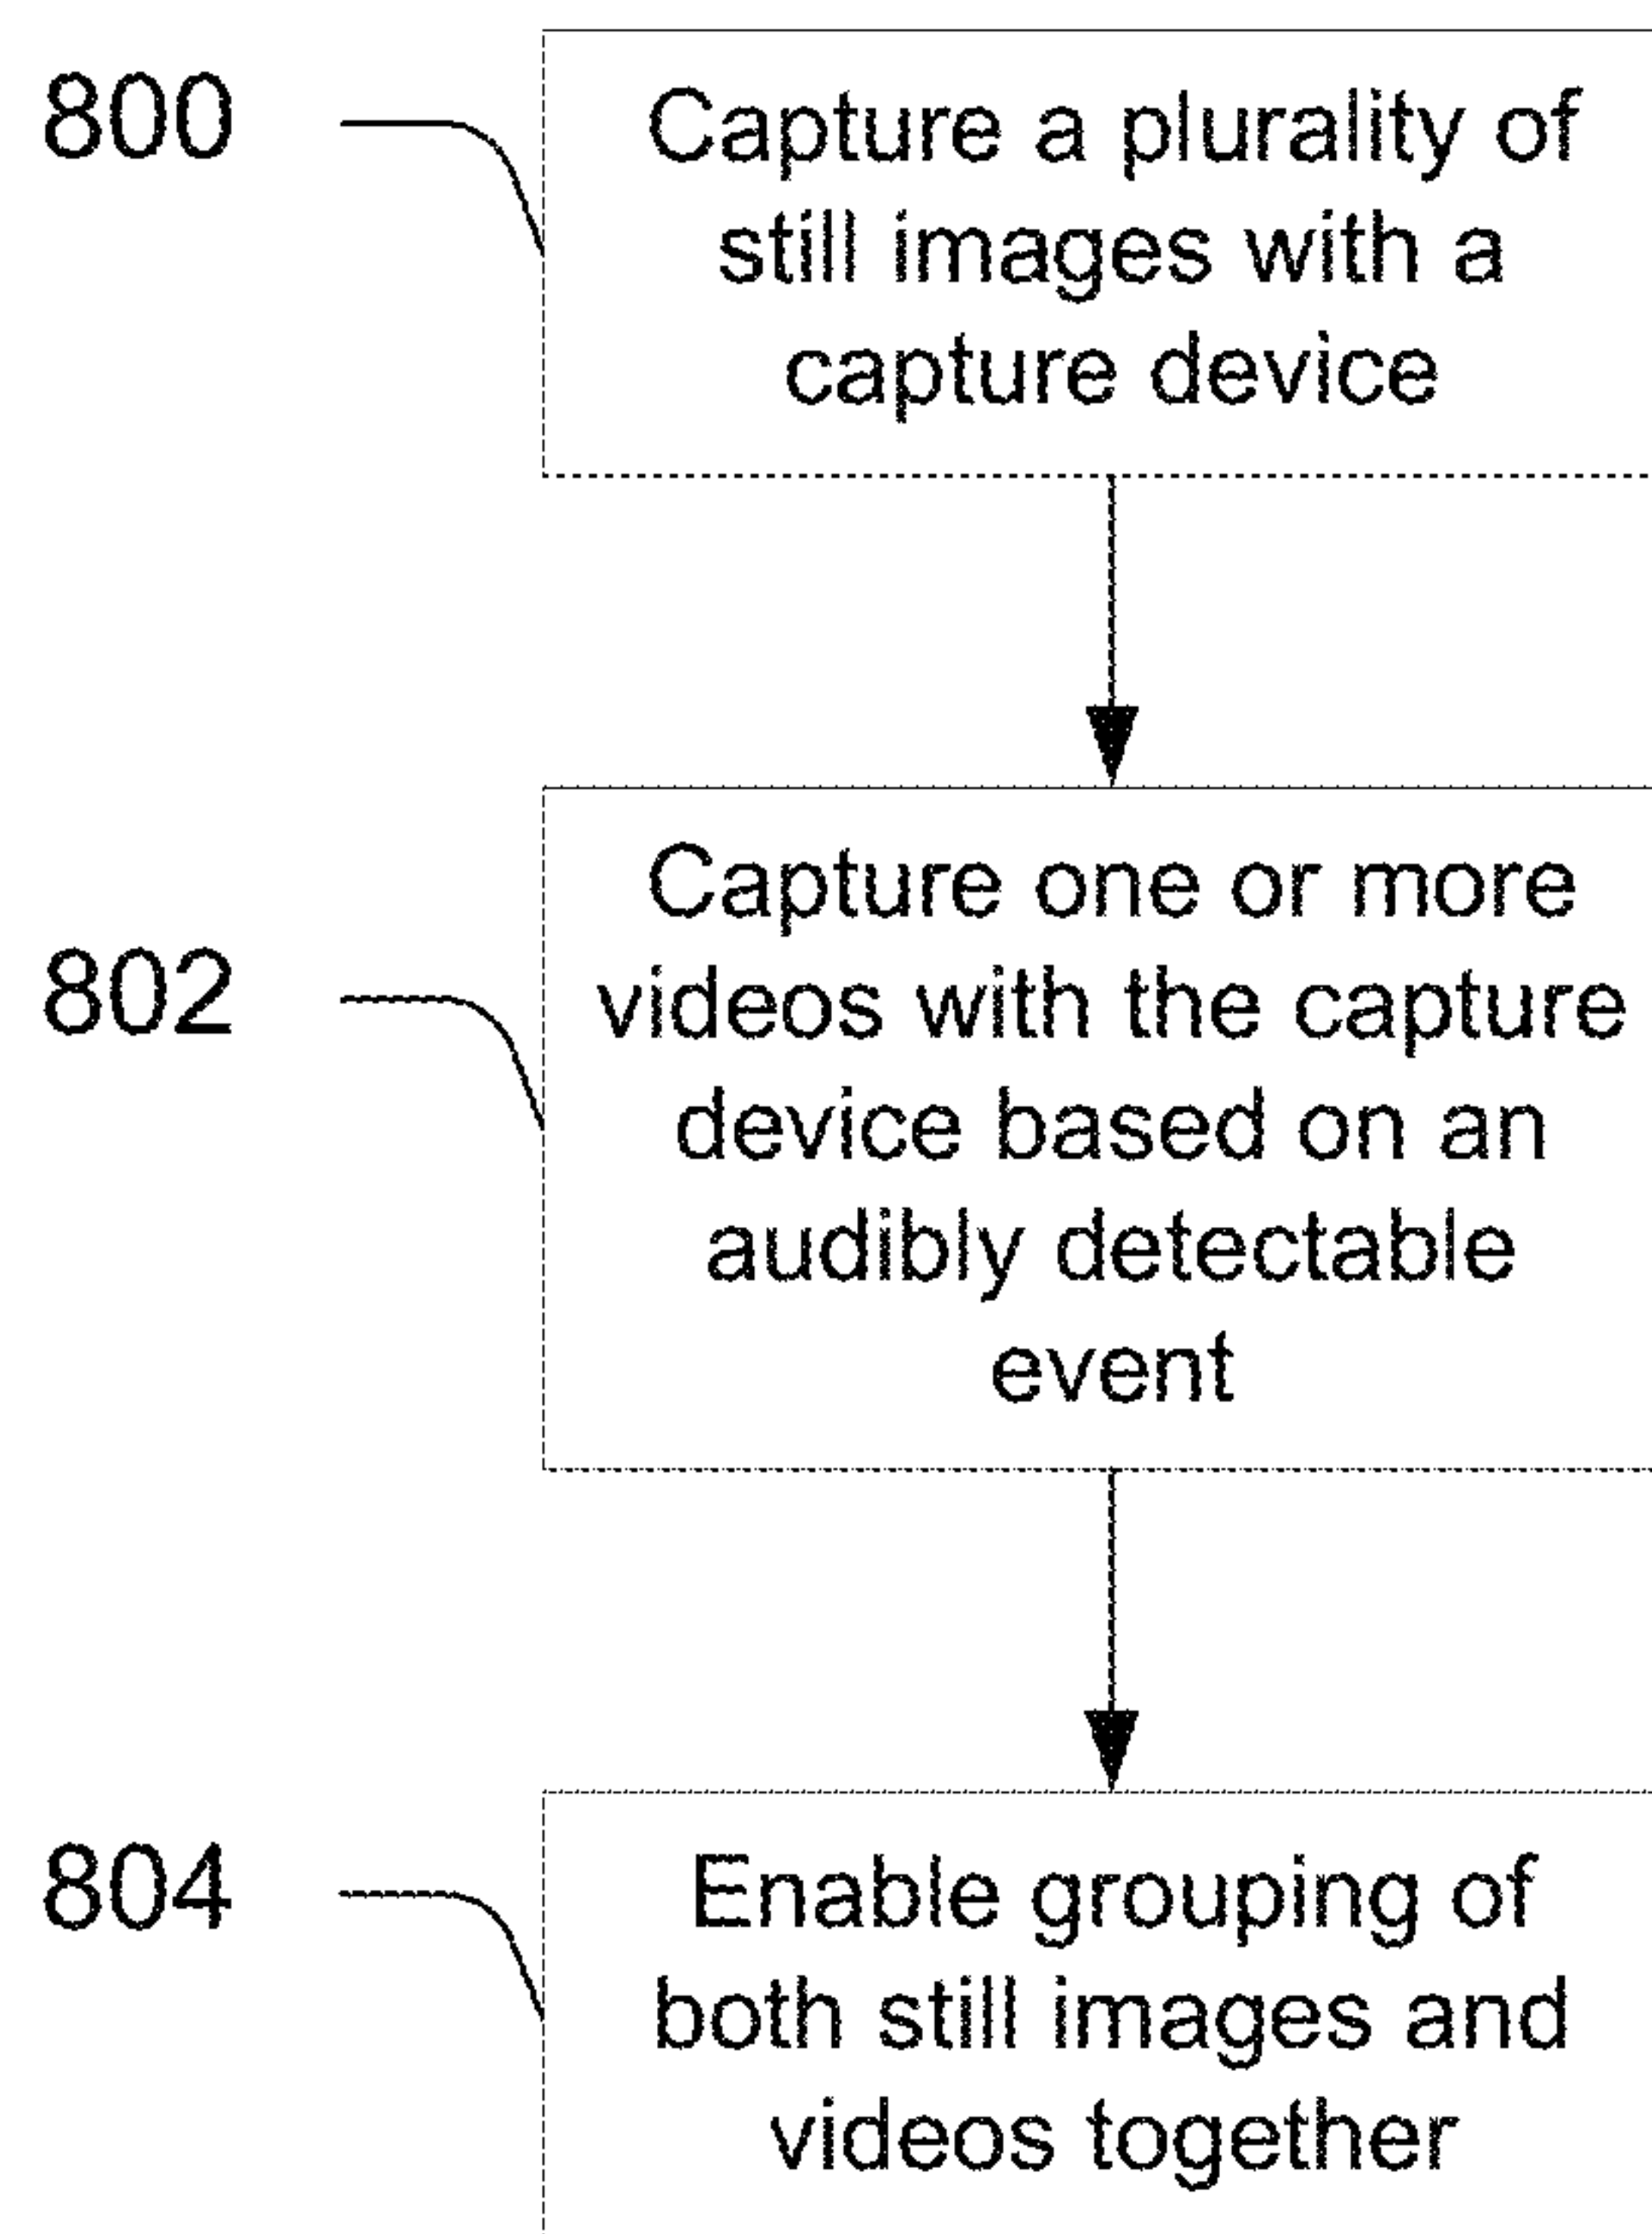 800
Capture a plurality of
still images with a
capture device
802
Capture one or more
videos with the capture
device based on an
audibly detectable
event
804
Enable grouping of
both still images and
videos together